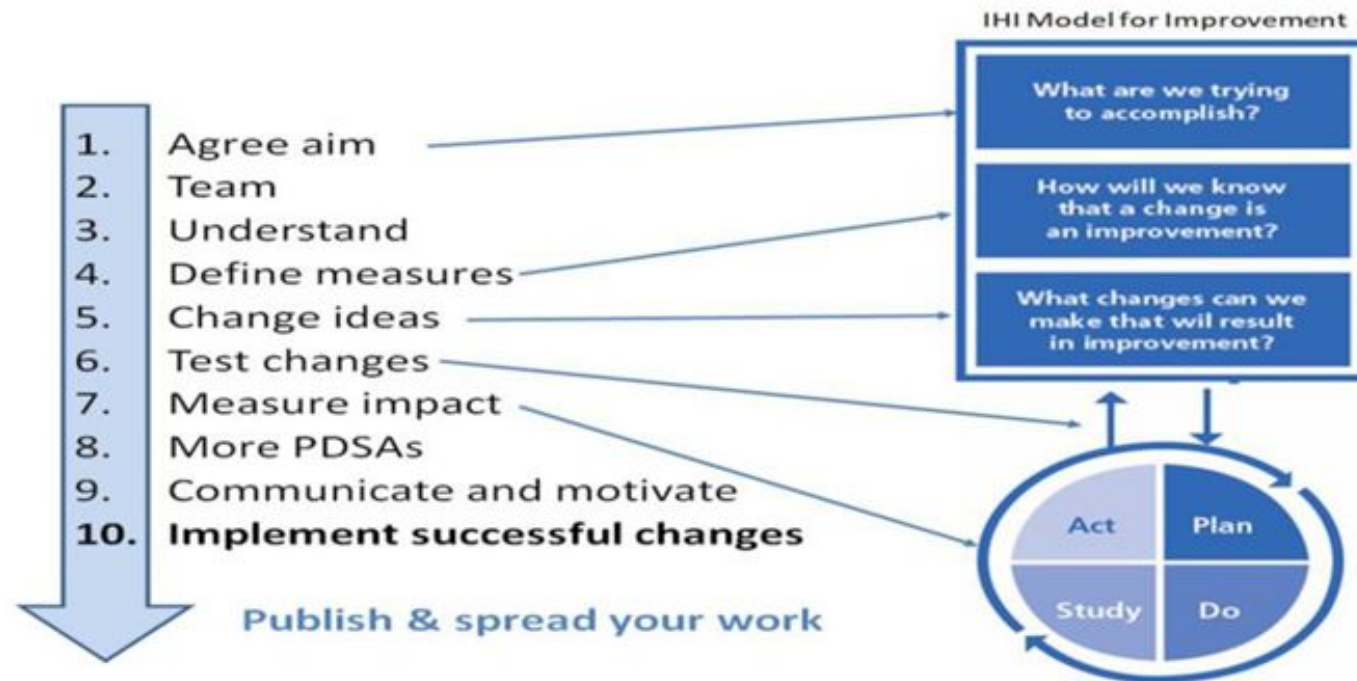 IHI Model for Improvement
What are we trying
to accomplish?
How will we know
that a change is
an improvement?
What changes can we
make that wil result
in improvement?
1. Agree aim
2. Team
3. Understand
4. Define measures
5. Change ideas
6. Test changes
7. Measure impact
8. More PDSAs
9. Communicate and motivate
10. Implement successful changes
Publish & spread your work
Act
Plan
Study
Do